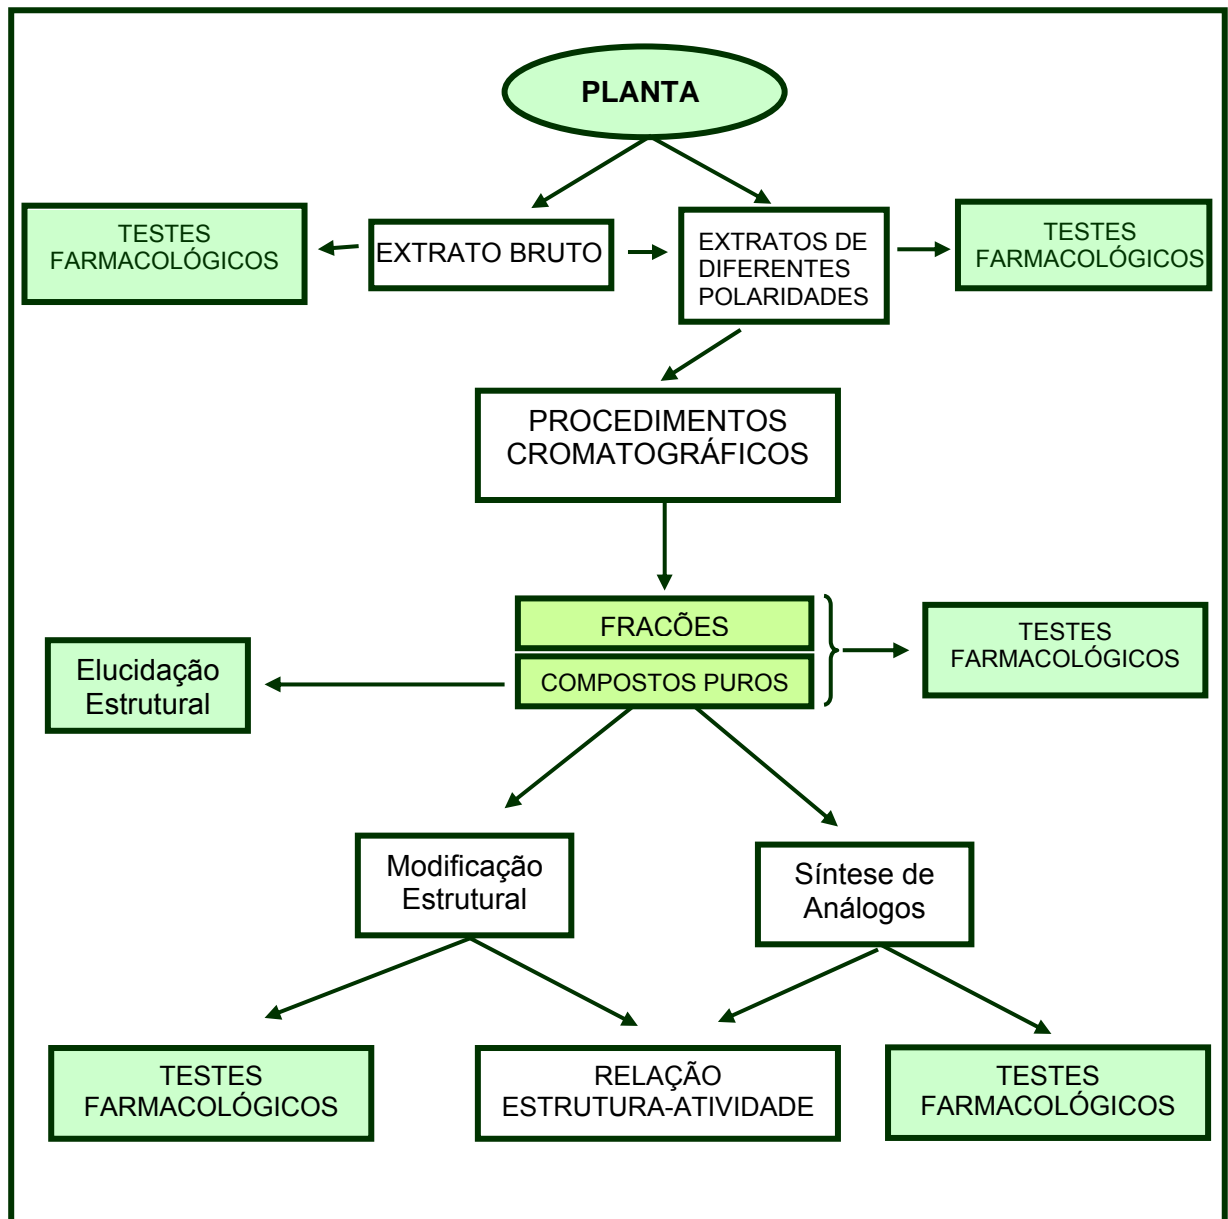 PLANTA
TESTES
FARMACOLÓGICOS
EXTRATO BRUTO
EXTRATOS DE
DIFERENTES
POLARIDADES
TESTES
FARMACOLÓGICOS
PROCEDIMENTOS
CROMATOGRÁFICOS
FRACÕES
COMPOSTOS PUROS
TESTES
FARMACOLÓGICOS
Elucidação
Estrutural
Modificação
Estrutural
Síntese de
Análogos
TESTES
FARMACOLÓGICOS
RELAÇÃO
ESTRUTURA-ATIVIDADE
TESTES
FARMACOLÓGICOS